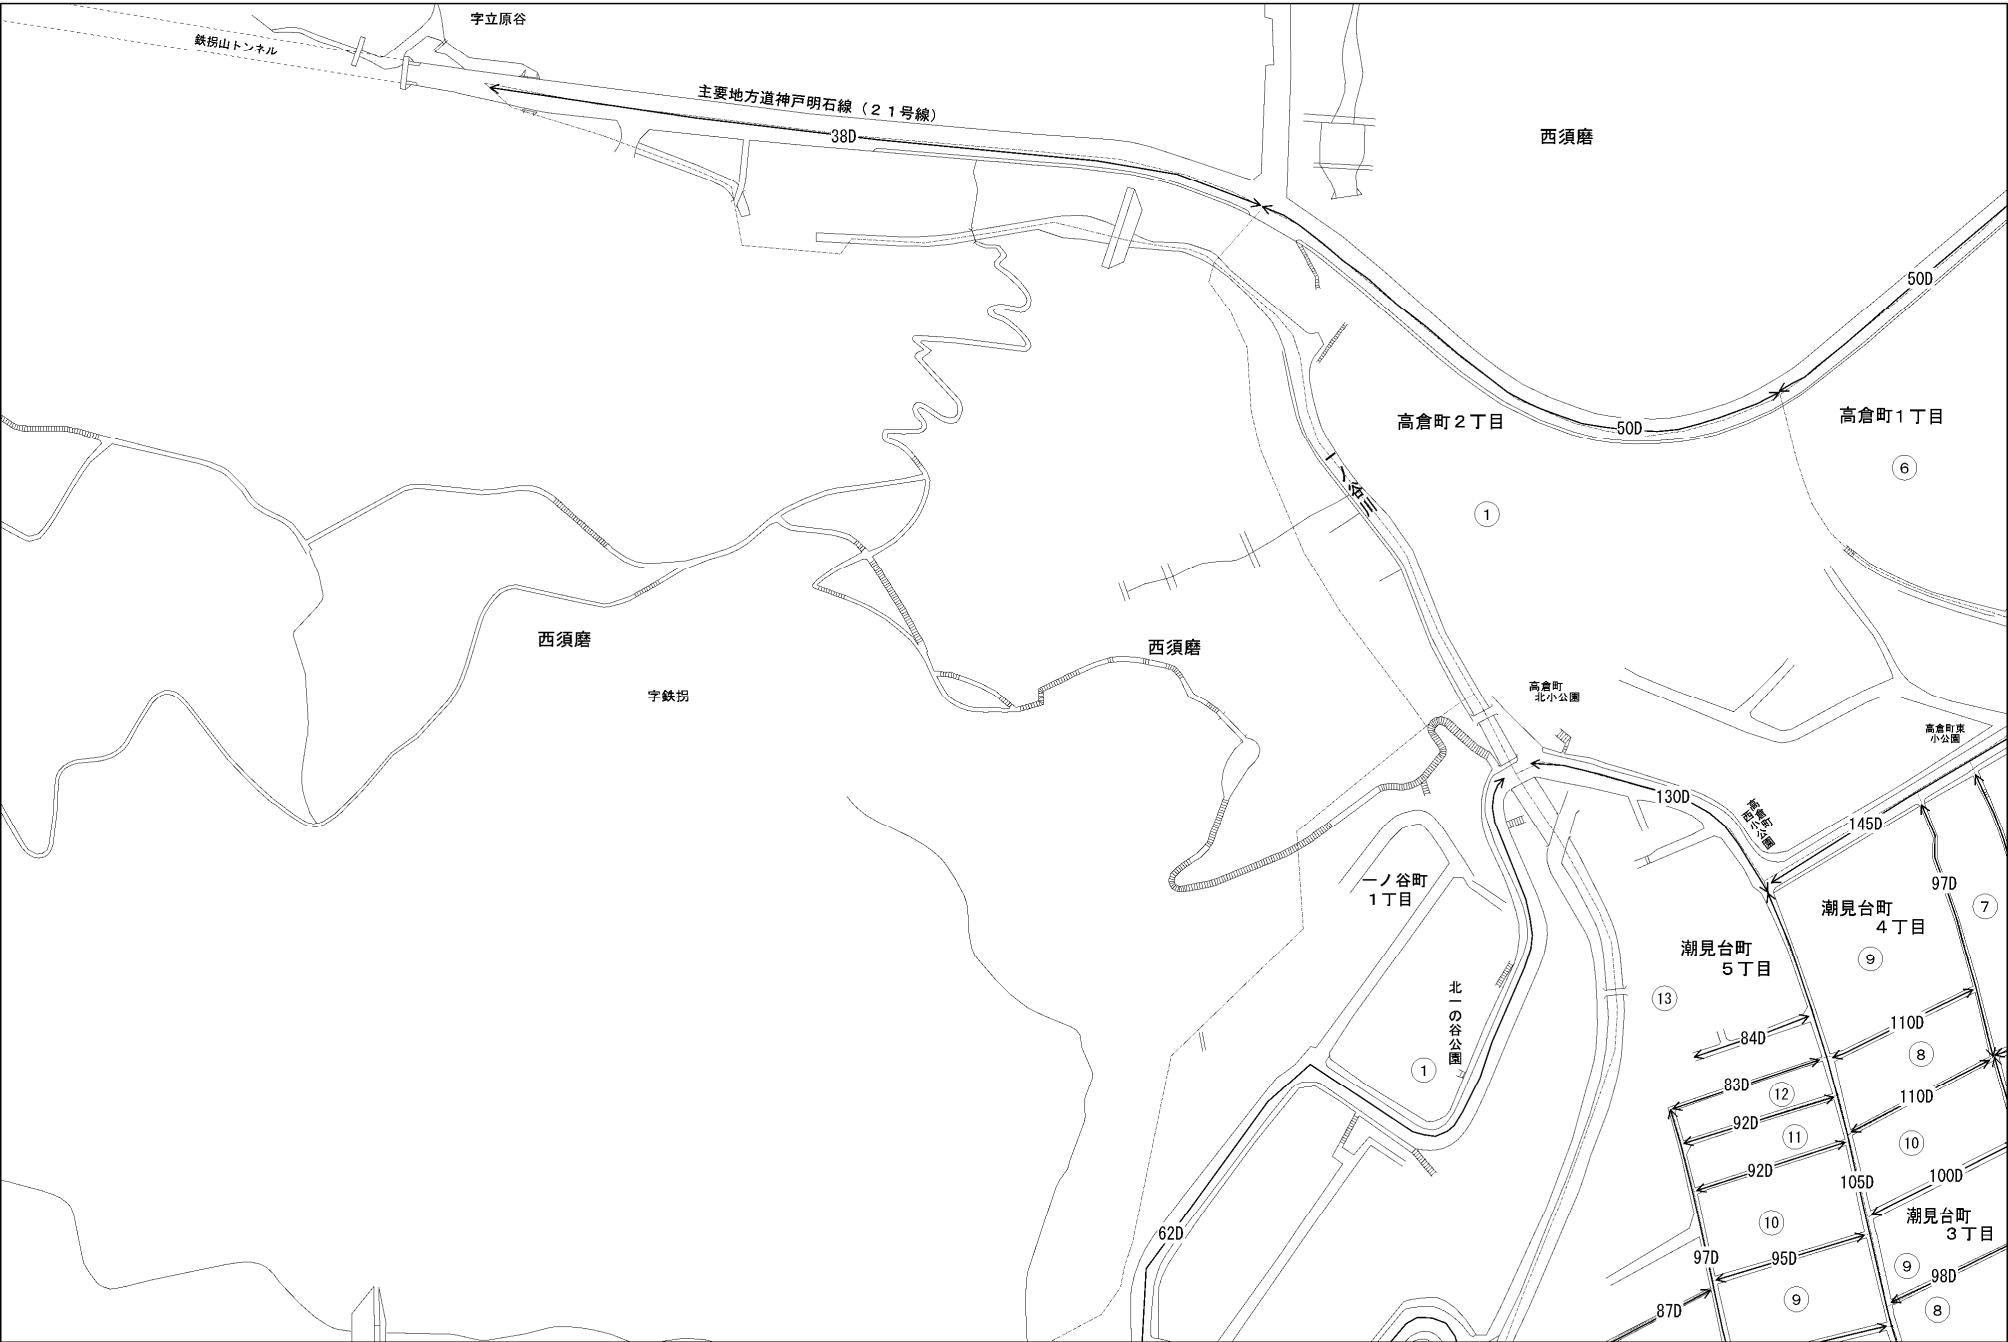 字立原谷
鉄拐山トンネル
主要地方道神戸明石線（２１号線）
38D
西須磨
50D
高倉町１丁目
高倉町２丁目
50D
6
一ノ谷川
1
西須磨
西須磨
字鉄拐
高倉町
北小公園
高倉町東
小公園
130D
高倉町
西小公園
145D
一ノ谷町
１丁目
97D
潮見台町
４丁目
7
潮見台町
５丁目
9
13
北一の谷公園
110D
84D
8
1
83D
12
110D
92D
11
10
92D
105D
100D
潮見台町
３丁目
10
62D
97D
95D
9
98D
9
8
87D